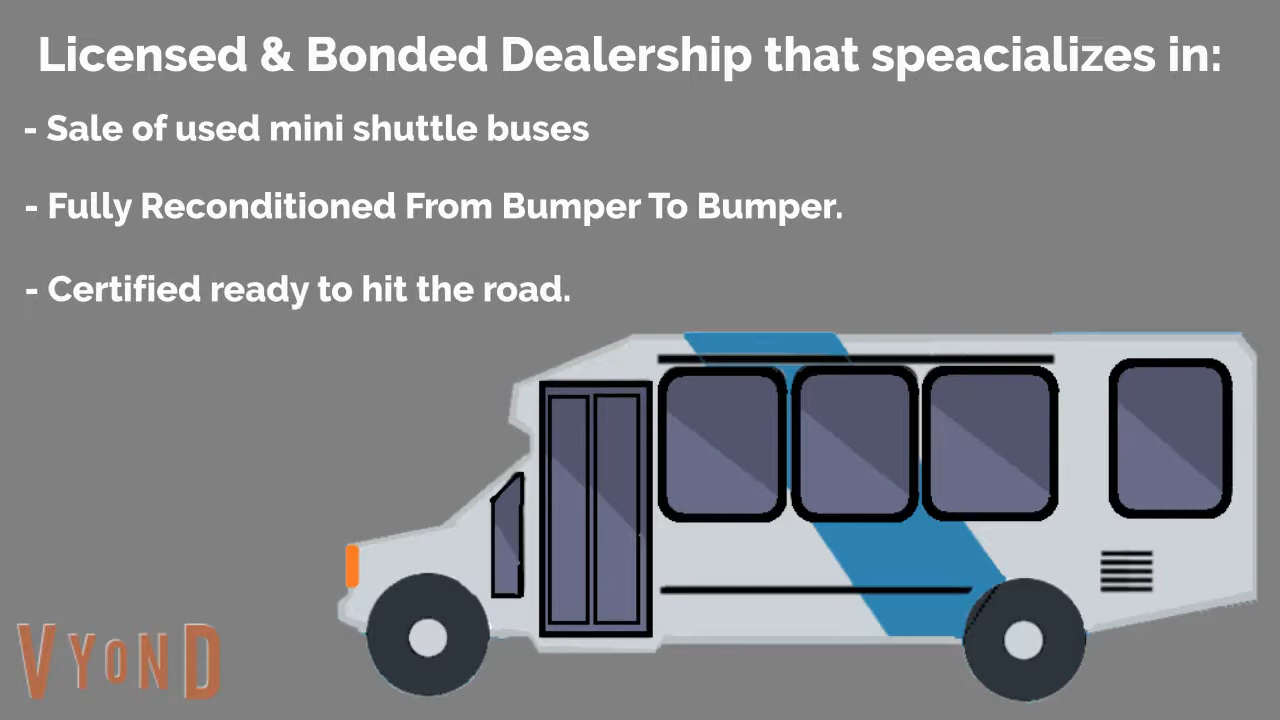 Licensed & Bonded Dealership that speacializes in:
- Sale of used mini shuttle buses
- Fully Reconditioned From Bumper To Bumper.
- Certified ready to hit the road.
VYOND